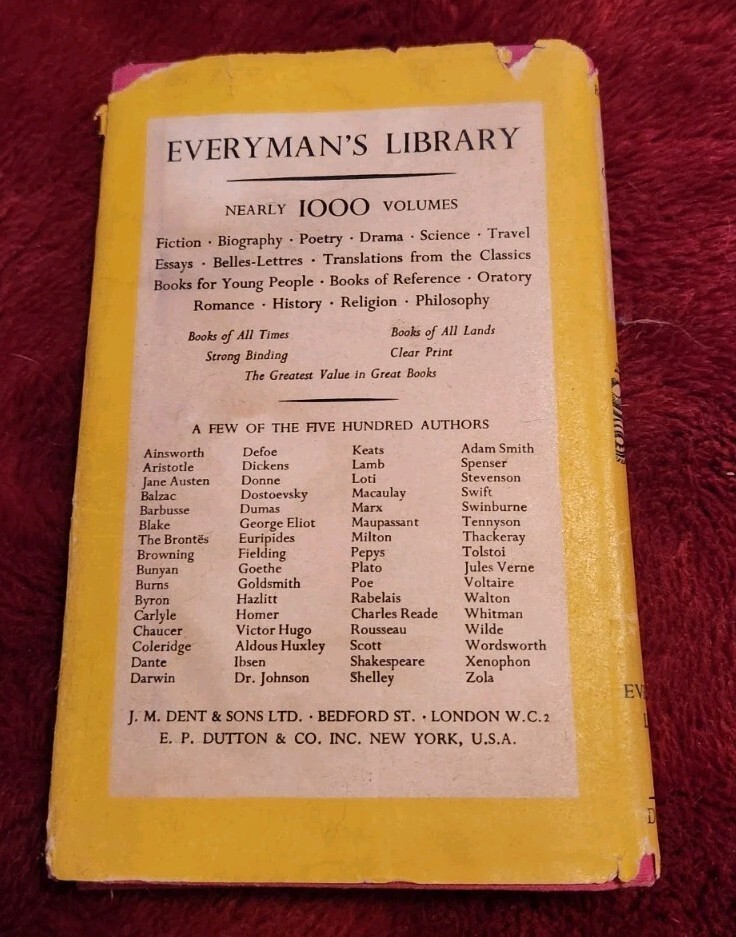 EVERYMAN'S LIBRARY
NEARLY 1000 VOLUMES
Fiction · Biography · Poetry · Drama · Science · Travel
Essays · Belles-Lettres · Translations from the Classics
Books for Young People · Books of Reference · Oratory
Romance · History · Religion · Philosophy
Books of All Times Books of All Lands
Strong Binding Clear Print
The Greatest Value in Great Books
A FEW OF THE FIVE HUNDRED AUTHORS
Ainsworth Defoe Keats Adam Smith
Aristotle Dickens Lamb Spenser
Jane Austen Donne Loti Stevenson
Balzac Dostoevsky Macaulay Swift
Barbusse Dumas Marx Swinburne
Blake George Eliot Maupassant Tennyson
The Brontës Euripides Milton Thackeray
Browning Fielding Pepys Tolstoi
Bunyan Goethe Plato Jules Verne
Burns Goldsmith Poe Voltaire
Byron Hazlitt Rabelais Walton
Carlyle Homer Charles Reade Whitman
Chaucer Victor Hugo Rousseau Wilde
Coleridge Aldous Huxley Scott Wordsworth
Dante Ibsen Shakespeare Xenophon
Darwin Dr. Johnson Shelley Zola
J. M. DENT & SONS LTD. · BEDFORD ST. · LONDON W.C.2
E. P. DUTTON & CO. INC. NEW YORK, U.S.A.